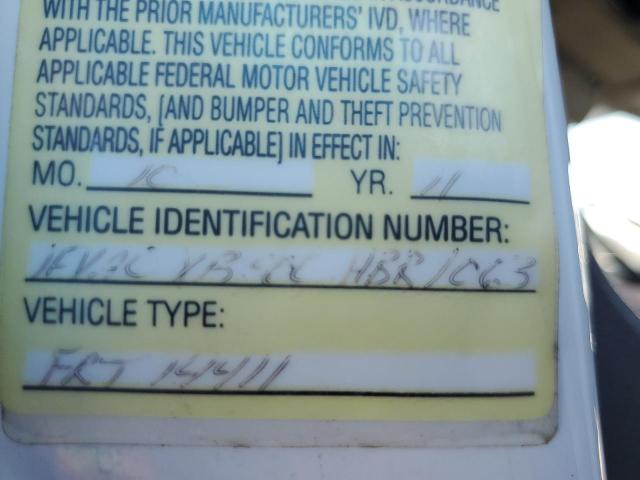 WITH THE PRIOR MANUFACTURERS' IVD, WHERE
APPLICABLE. THIS VEHICLE CONFORMS TO ALL
APPLICABLE FEDERAL MOTOR VEHICLE SAFETY
STANDARDS, [AND BUMPER AND THEFT PREVENTION
STANDARDS, IF APPLICABLE] IN EFFECT IN:
MO. YR. 11
VEHICLE IDENTIFICATION NUMBER:
VEHICLE TYPE: